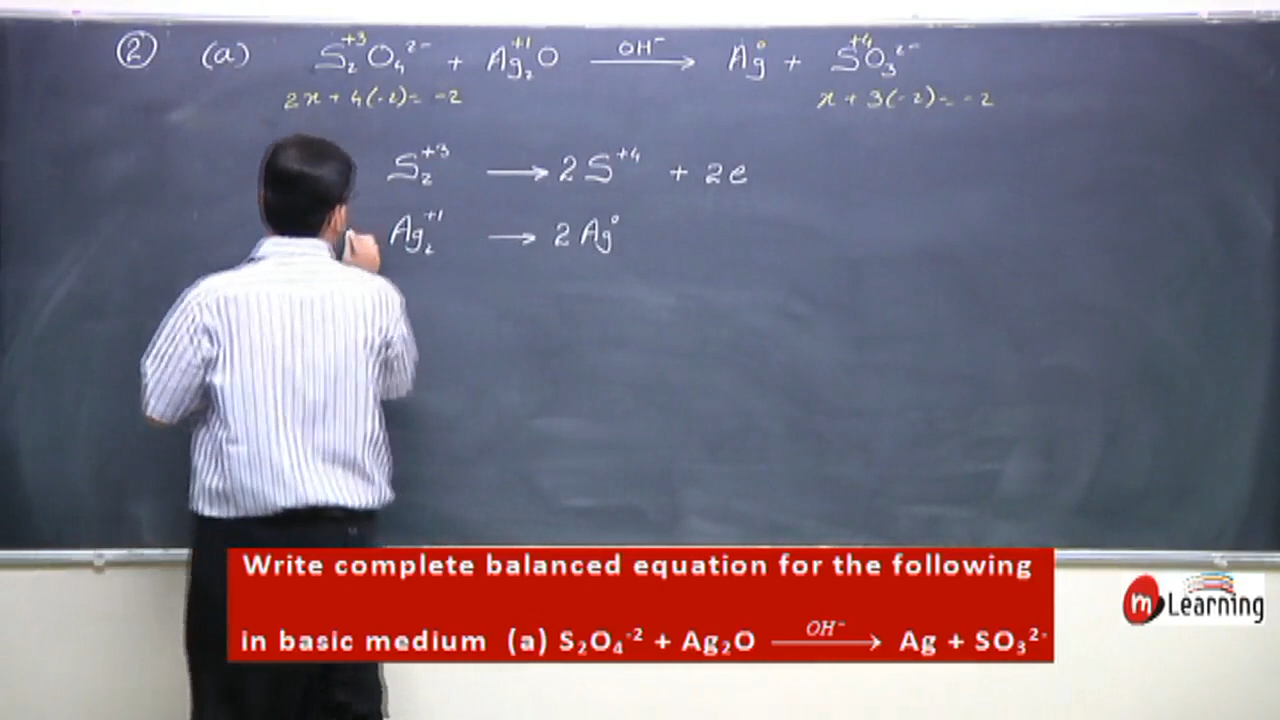 ② (a) S₂⁺³O₄²⁻ + Ag₂⁺¹O —OH⁻→ Ag⁰ + S⁺⁴O₃²⁻
2x + 4(-2) = -2 x + 3(-2) = -2
S₂⁺³ → 2S⁺⁴ + 2e
Ag₂⁺¹ → 2Ag⁰
Write complete balanced equation for the following
in basic medium (a) S₂O₄⁻² + Ag₂O —OH⁻→ Ag + SO₃²⁻
m Learning